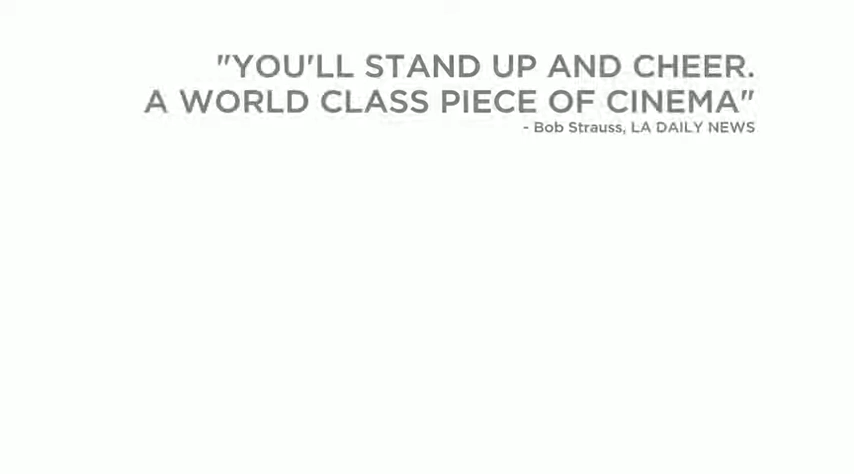 "YOU'LL STAND UP AND CHEER.
A WORLD CLASS PIECE OF CINEMA"
- Bob Strauss, LA DAILY NEWS